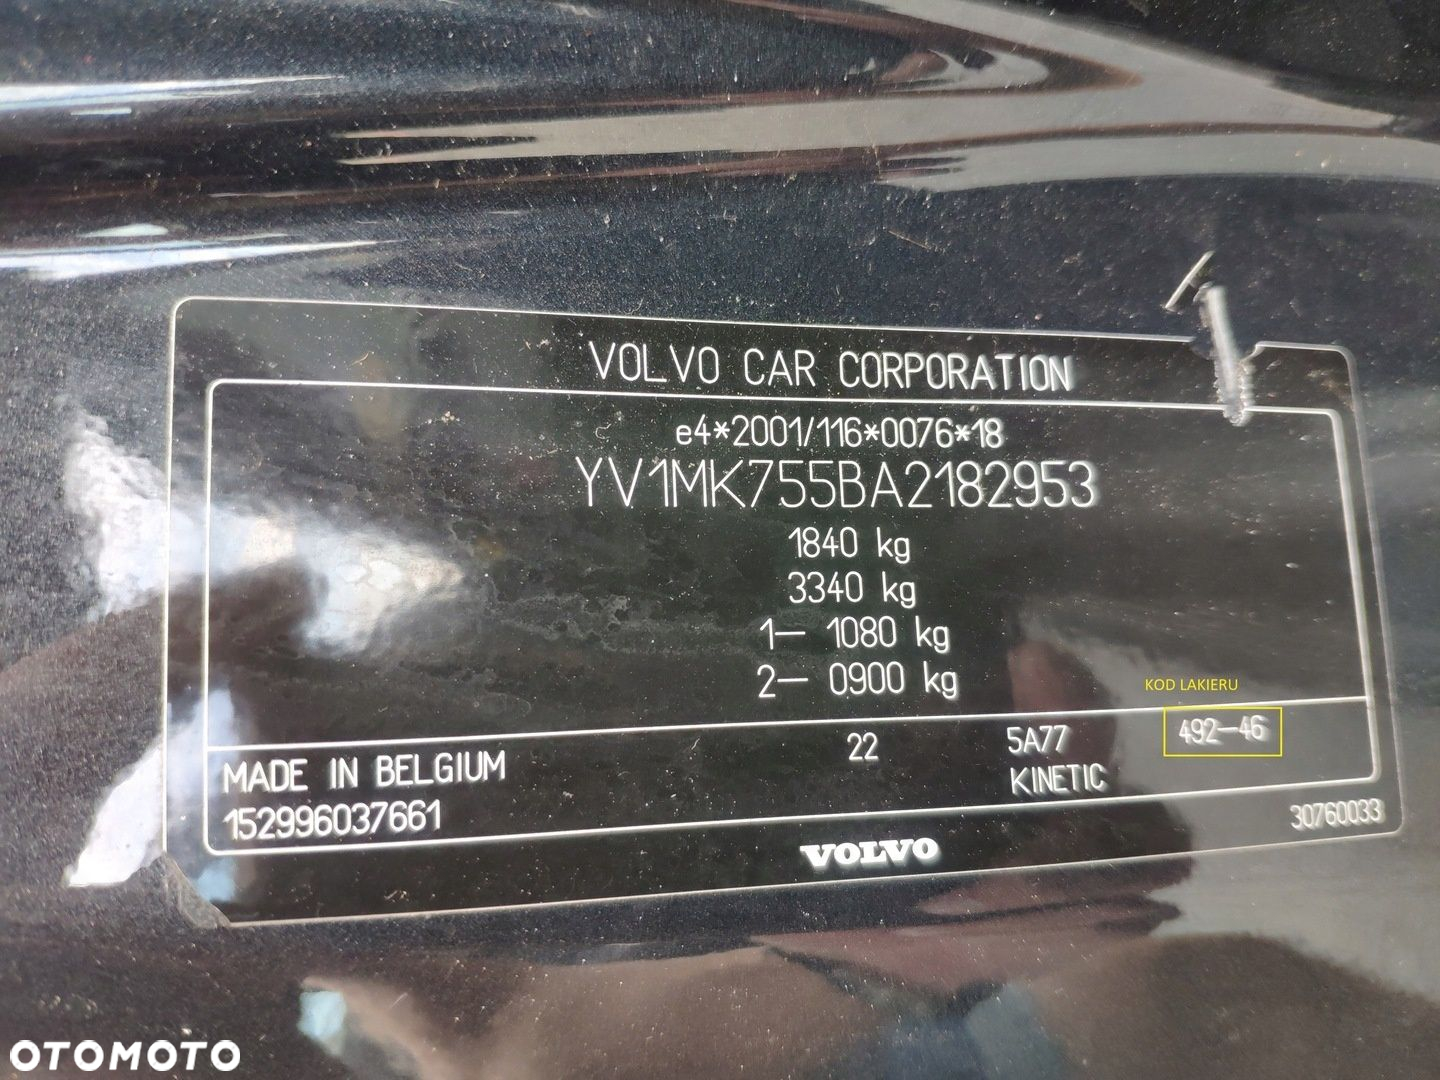 VOLVO CAR CORPORATION
e4*2001/116*0076*18
YV1MK755BA2182953
1840 kg
3340 kg
1– 1080 kg
2– 0900 kg
KOD LAKIERU
MADE IN BELGIUM 22 5A77 492–46
152996037661 KINETIC
30760033
VOLVO
OTOMOTO